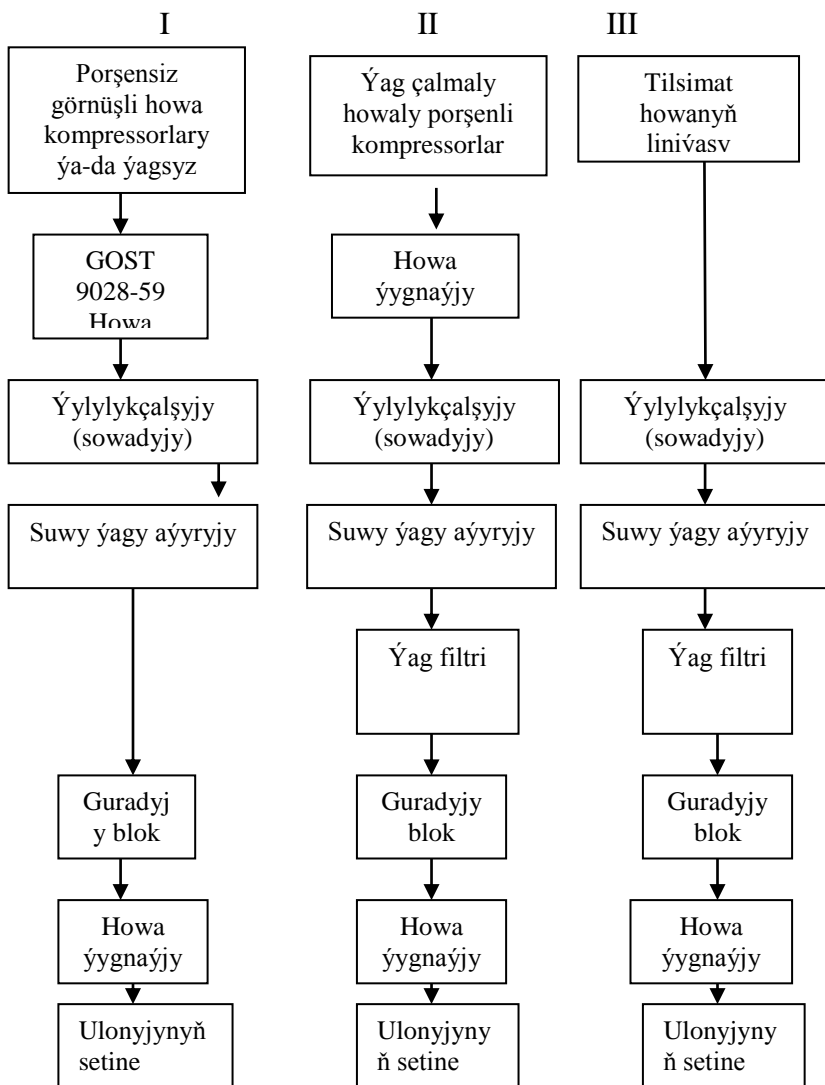 I
II
III
Porşensiz
görnüşli howa
kompressorlary
ýa-da ýagsyz
GOST
9028-59
Howa
Ýylylykçalşyjy
(sowadyjy)
Suwy ýagy aýyryjy
Guradyj
y blok
Howa
ýygnaýjy
Ulonyjynyň
setine
Ýag çalmaly
howaly porşenli
kompressorlar
Howa
ýygnaýjy
Ýylylykçalşyjy
(sowadyjy)
Suwy ýagy aýyryjy
Ýag filtri
Guradyjy
blok
Howa
ýygnaýjy
Ulonyjyny
ň setine
Tilsimat
howanyň
Ýylylykçalşyjy
(sowadyjy)
Suwy ýagy aýyryjy
Ýag filtri
Guradyjy
blok
Howa
ýygnaýjy
Ulonyjyny
ň setine